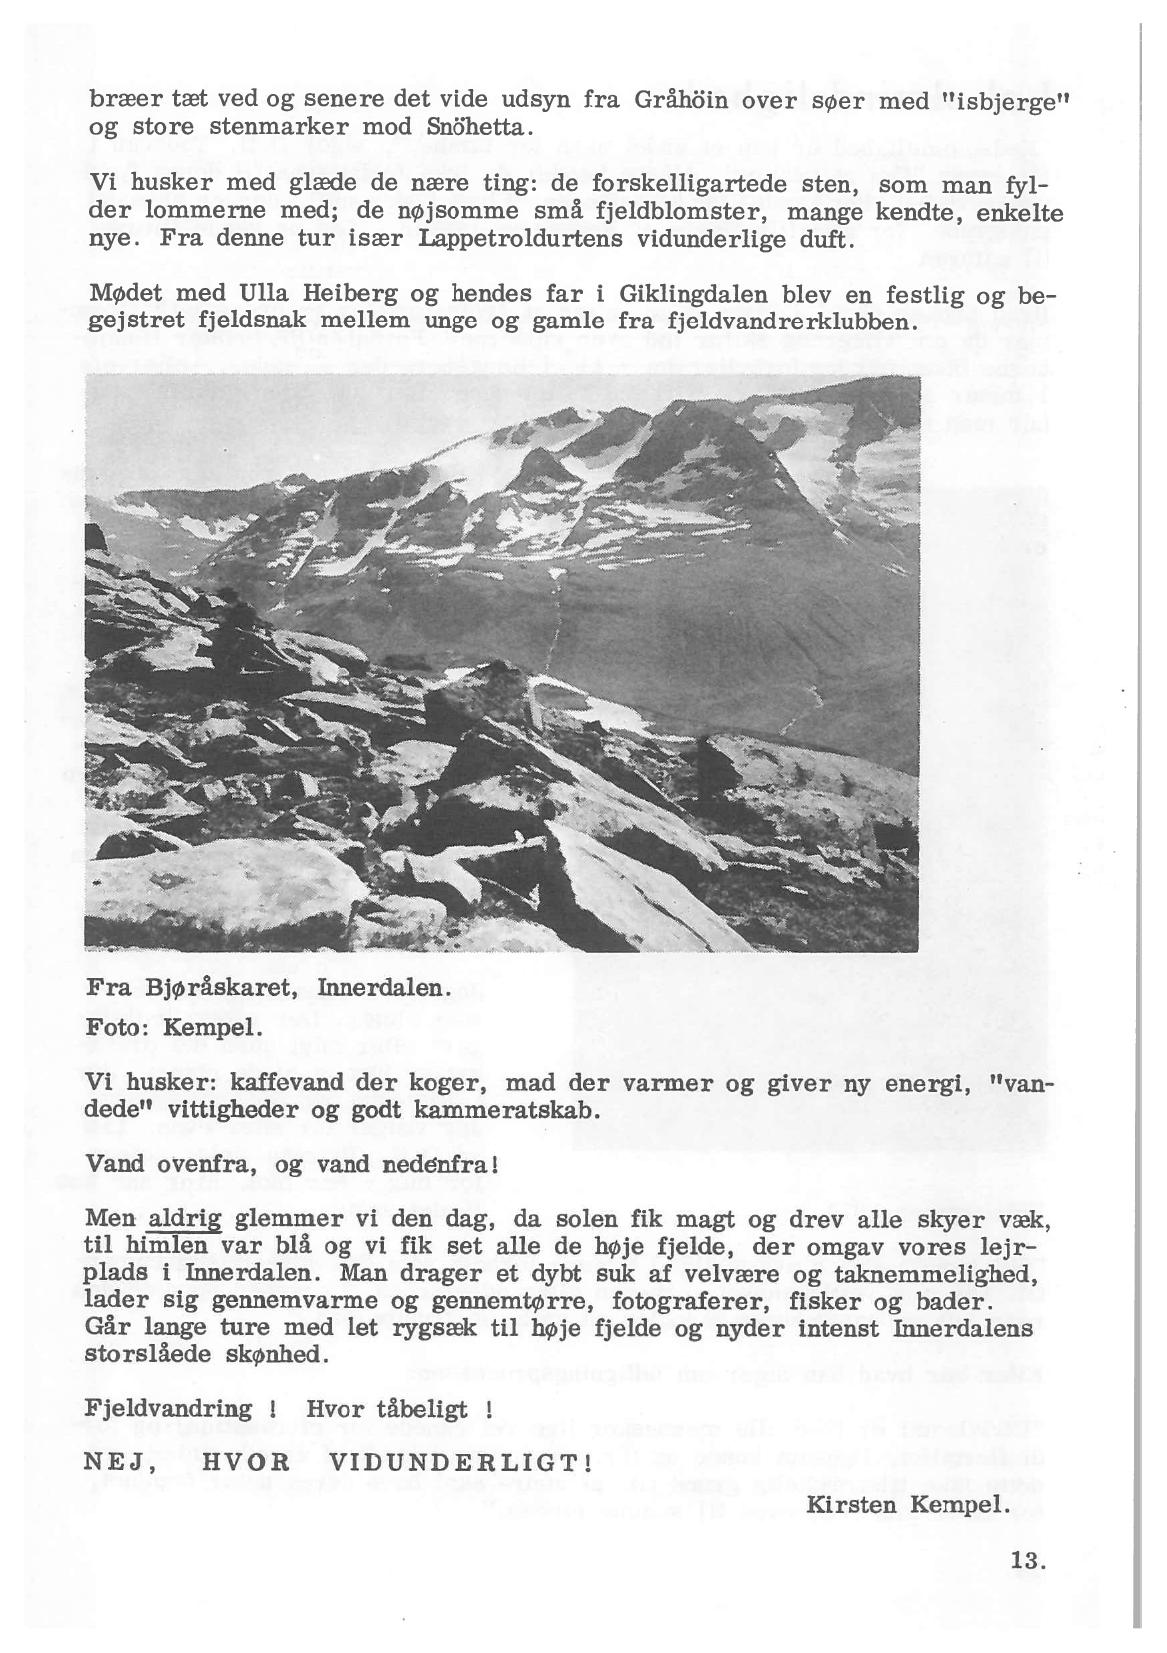 bræer tæt ved og senere det vide udsyn fra Gråhöin over søer med "isbjerge"
og store stenmarker mod Snöhetta.
Vi husker med glæde de nære ting: de forskelligartede sten, som man fyl-
der lommerne med; de nøjsomme små fjeldblomster, mange kendte, enkelte
nye. Fra denne tur især Lappetroldurtens vidunderlige duft.
Mødet med Ulla Heiberg og hendes far i Giklingdalen blev en festlig og be-
gejstret fjeldsnak mellem unge og gamle fra fjeldvandrerklubben.
Fra Bjøråskaret, Innerdalen.
Foto: Kempel.
Vi husker: kaffevand der koger, mad der varmer og giver ny energi, "van-
dede" vittigheder og godt kammeratskab.
Vand ovenfra, og vand nedenfra!
Men aldrig glemmer vi den dag, da solen fik magt og drev alle skyer væk,
til himlen var blå og vi fik set alle de høje fjelde, der omgav vores lejr-
plads i Innerdalen. Man drager et dybt suk af velvære og taknemmelighed,
lader sig gennemvarme og gennemtørre, fotograferer, fisker og bader.
Går lange ture med let rygsæk til høje fjelde og nyder intenst Innerdalens
storslåede skønhed.
Fjeldvandring ! Hvor tåbeligt !
NEJ, HVOR VIDUNDERLIGT!
Kirsten Kempel.
13.